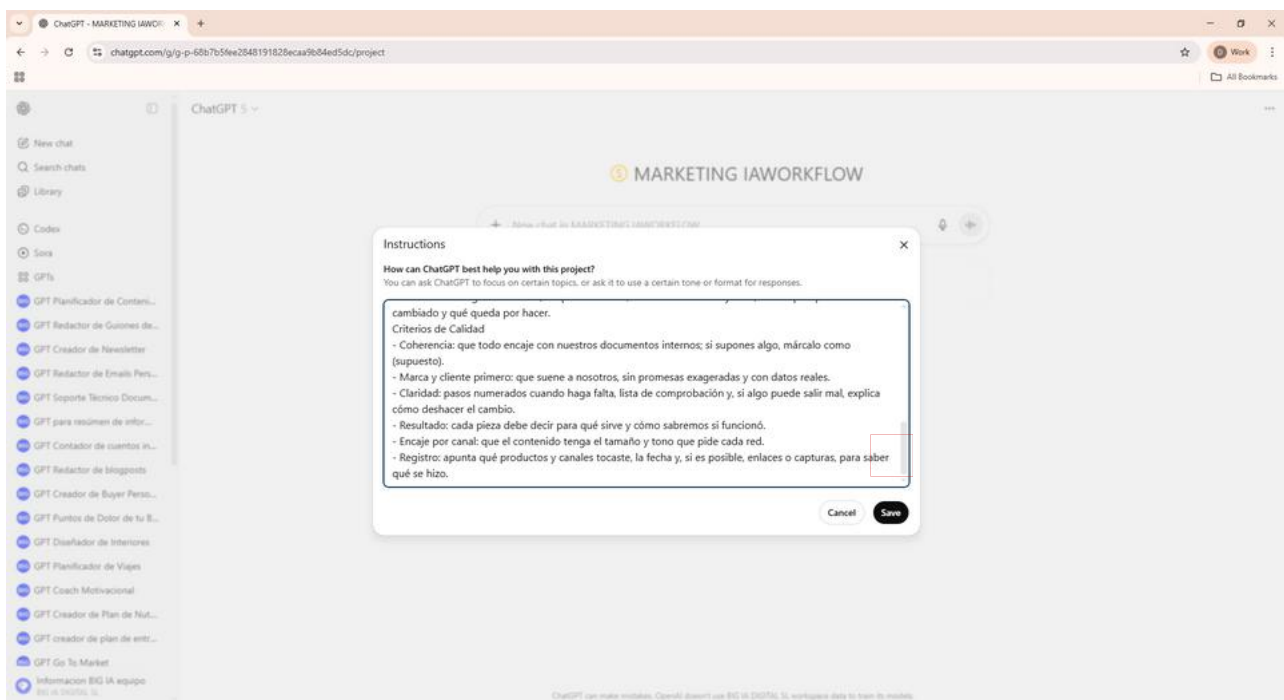 ChatGPT - MARKETING IAWOR
chatgpt.com/g/g-p-68b7b5fee2848191828ecaa9b84ed5dc/project
Work
All Bookmarks
ChatGPT 5
New chat
Search chats
Library
MARKETING IAWORKFLOW
New chat in MARKETING IAWORKFLOW
Codex
Sora
GPTs
GPT Planificador de Conteni...
GPT Redactor de Guiones de...
GPT Creador de Newsletter
GPT Redactor de Emails Pers...
GPT Soporte Técnico Docum...
GPT para resúmen de infor...
GPT Contador de cuentos in...
GPT Redactor de blogposts
GPT Creador de Buyer Perso...
GPT Puntos de Dolor de tu B...
GPT Diseñador de Interiores
GPT Planificador de Viajes
GPT Coach Motivacional
GPT Creador de Plan de Nut...
GPT creador de plan de entr...
GPT Go To Market
Informacion BIG IA equipo
BIG IA DIGITAL SL
Instructions
How can ChatGPT best help you with this project?
You can ask ChatGPT to focus on certain topics, or ask it to use a certain tone or format for responses.
cambiado y qué queda por hacer.
Criterios de Calidad
- Coherencia: que todo encaje con nuestros documentos internos; si supones algo, márcalo como
(supuesto).
- Marca y cliente primero: que suene a nosotros, sin promesas exageradas y con datos reales.
- Claridad: pasos numerados cuando haga falta, lista de comprobación y, si algo puede salir mal, explica
cómo deshacer el cambio.
- Resultado: cada pieza debe decir para qué sirve y cómo sabremos si funcionó.
- Encaje por canal: que el contenido tenga el tamaño y tono que pide cada red.
- Registro: apunta qué productos y canales tocaste, la fecha y, si es posible, enlaces o capturas, para saber
qué se hizo.
Cancel
Save
ChatGPT can make mistakes. OpenAI doesn't use BIG IA DIGITAL SL workspace data to train its models.